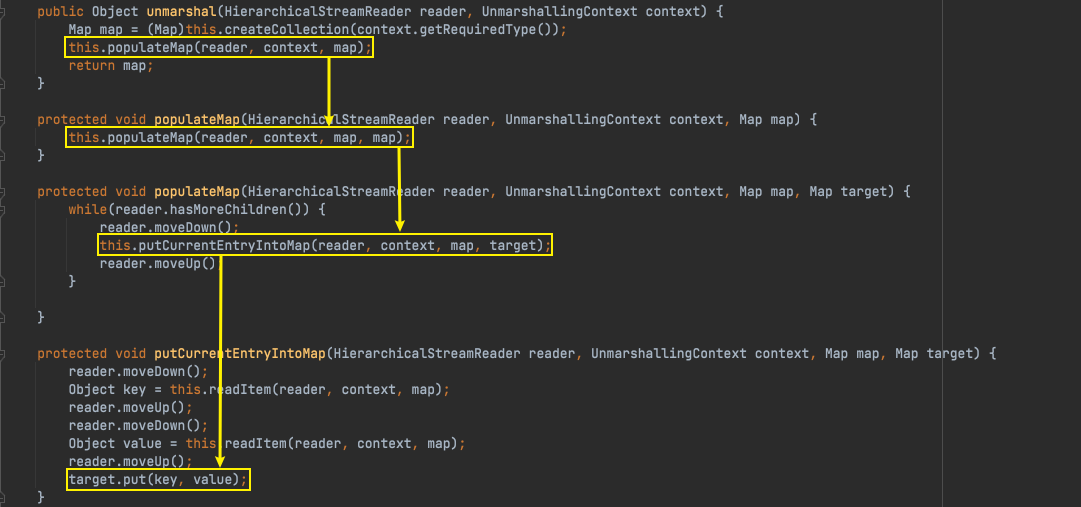 public Object unmarshal(HierarchicalStreamReader reader, UnmarshallingContext context) {
Map map = (Map)this.createCollection(context.getRequiredType());
this.populateMap(reader, context, map);
return map;
}
protected void populateMap(HierarchicalStreamReader reader, UnmarshallingContext context, Map map) {
this.populateMap(reader, context, map, map);
}
protected void populateMap(HierarchicalStreamReader reader, UnmarshallingContext context, Map map, Map target) {
while(reader.hasMoreChildren()) {
reader.moveDown();
this.putCurrentEntryIntoMap(reader, context, map, target);
reader.moveUp();
}
}
protected void putCurrentEntryIntoMap(HierarchicalStreamReader reader, UnmarshallingContext context, Map map, Map target) {
reader.moveDown();
Object key = this.readItem(reader, context, map);
reader.moveUp();
reader.moveDown();
Object value = this.readItem(reader, context, map);
reader.moveUp();
target.put(key, value);
}